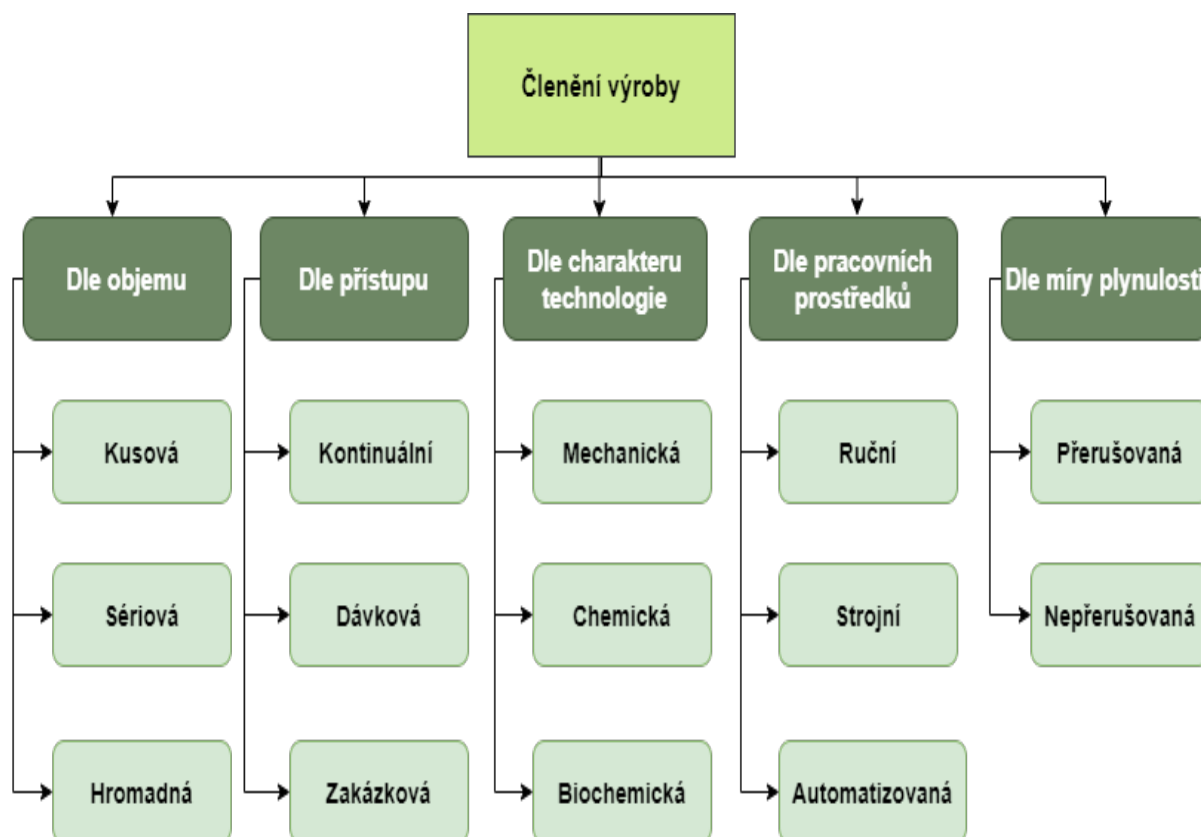 Členění výroby
Dle objemu
Kusová
Sériová
Hromadná
Dle přístupu
Kontinuální
Dávková
Zakázková
Dle charakteru
technologie
Mechanická
Chemická
Biochemická
Dle pracovních
prostředků
Ruční
Strojní
Automatizovaná
Dle míry plynulosti
Přerušovaná
Nepřerušovaná